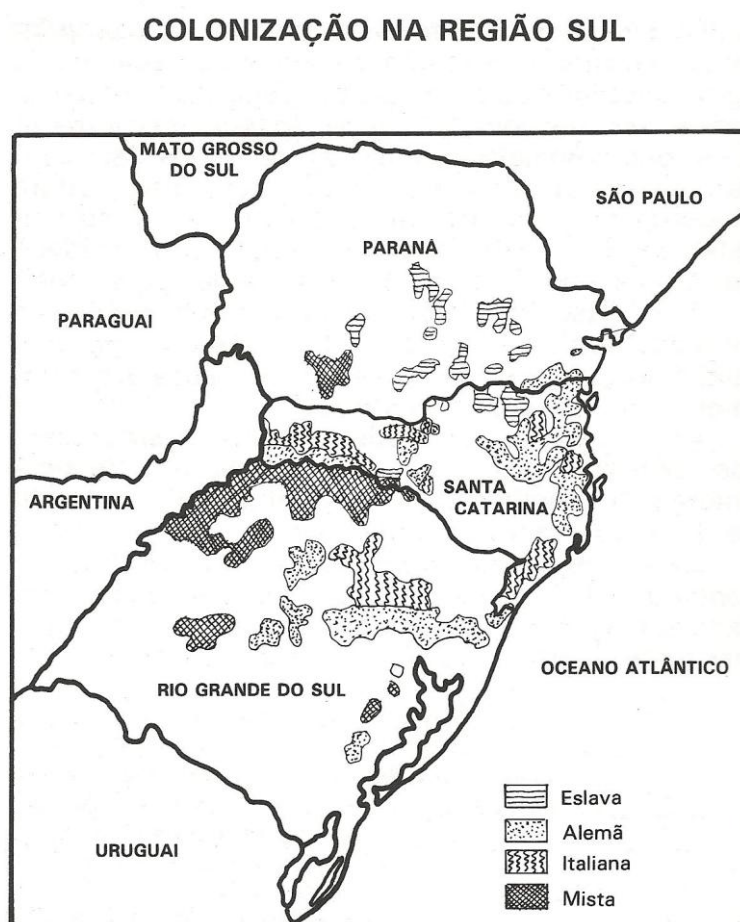 COLONIZAÇÃO NA REGIÃO SUL
MATO GROSSO
DO SUL
SÃO PAULO
PARANÁ
PARAGUAI
ARGENTINA
SANTA
CATARINA
OCEANO ATLÂNTICO
RIO GRANDE DO SUL
URUGUAI
Eslava
Alemã
Italiana
Mista